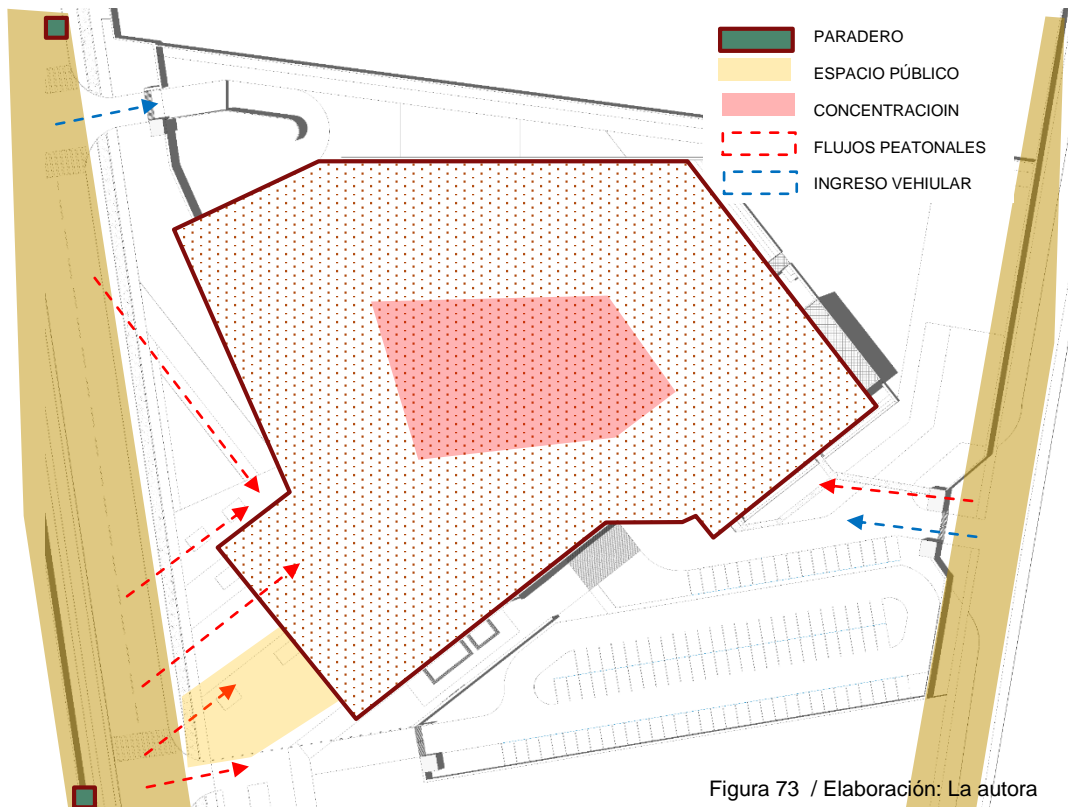 PARADERO
ESPACIO PÚBLICO
CONCENTRACIOIN
FLUJOS PEATONALES
INGRESO VEHIULAR
Figura 73 / Elaboración: La autora